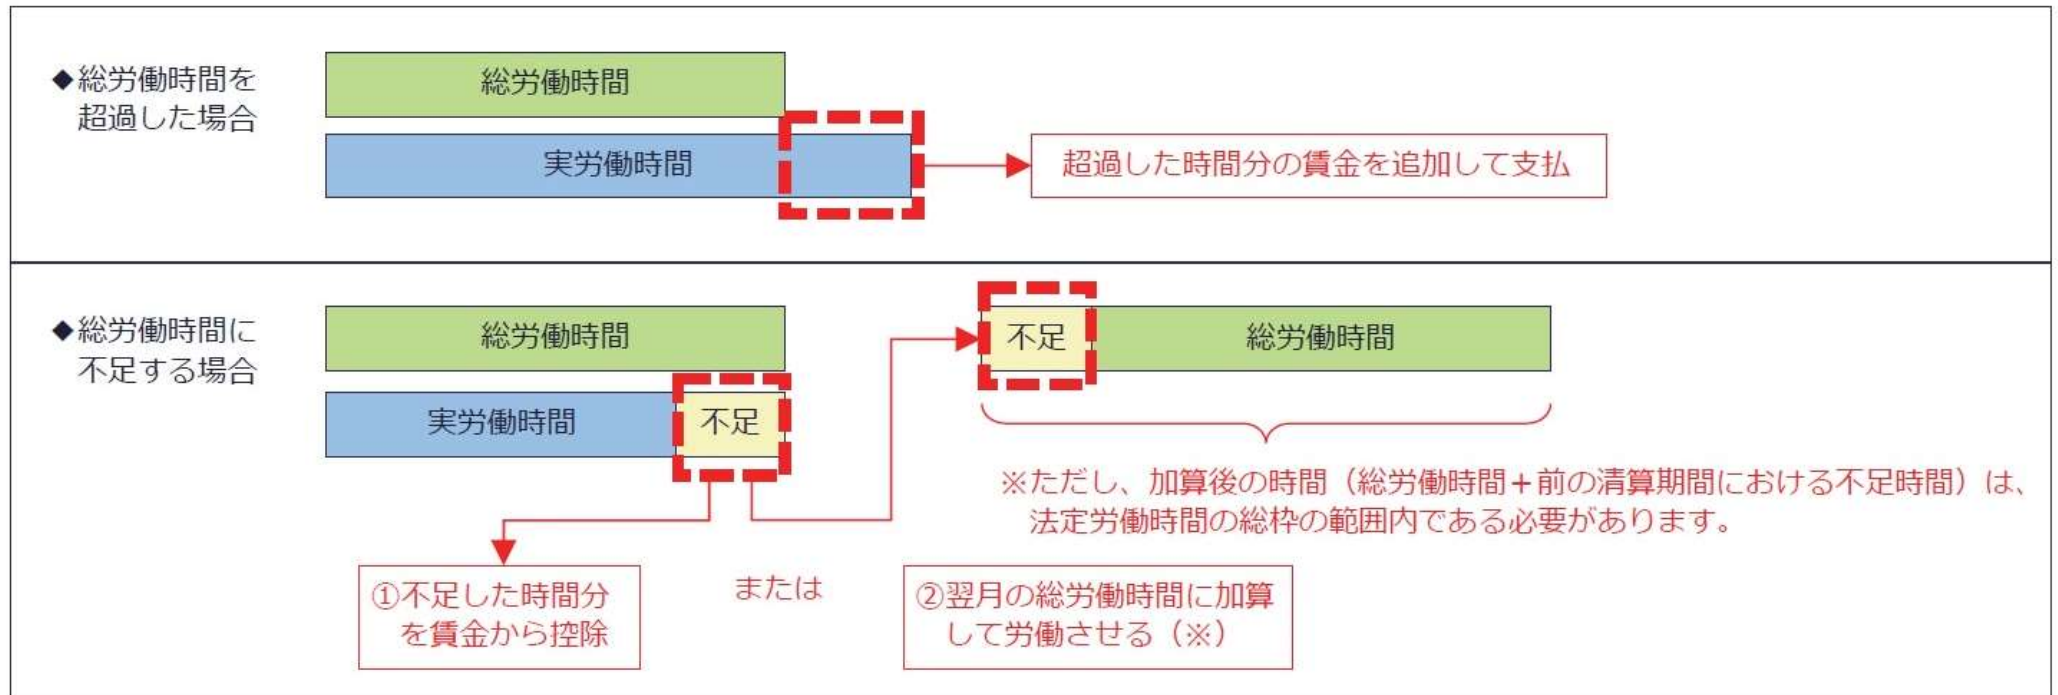 ◆総労働時間を
超過した場合
総労働時間
実労働時間
超過した時間分の賃金を追加して支払
◆総労働時間に
不足する場合
総労働時間
実労働時間
不足
不足
総労働時間
※ただし、加算後の時間（総労働時間＋前の清算期間における不足時間）は、
法定労働時間の総枠の範囲内である必要があります。
①不足した時間分
を賃金から控除
または
②翌月の総労働時間に加算
して労働させる（※）